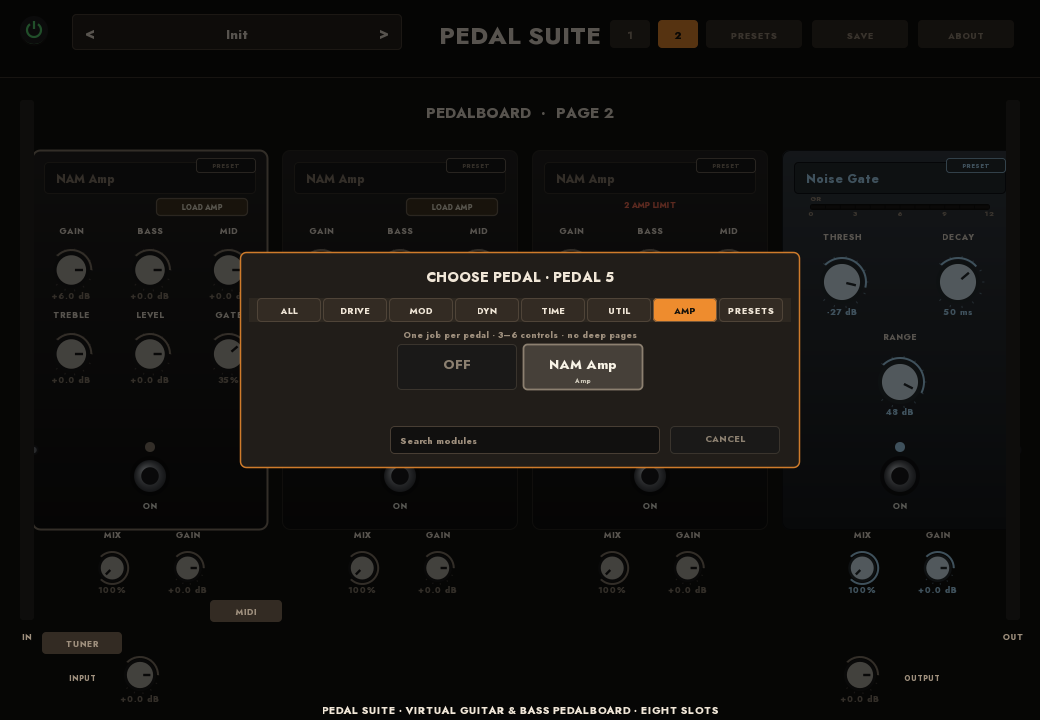 < Init >
PEDAL SUITE
1 2 PRESETS SAVE ABOUT
PEDALBOARD · PAGE 2
PRESET PRESET PRESET PRESET
NAM Amp NAM Amp NAM Amp Noise Gate
LOAD AMP LOAD AMP 2 AMP LIMIT
GR
0 3 6 9 12
GAIN BASS MID GAIN BASS MID GAIN BASS MID
THRESH DECAY
CHOOSE PEDAL · PEDAL 5
ALL DRIVE MOD DYN TIME UTIL AMP PRESETS
One job per pedal · 3–6 controls · no deep pages
OFF
NAM Amp
Amp
Search modules
CANCEL
+6.0 dB +0.0 dB
TREBLE LEVEL
+0.0 dB +0.0 dB 35%
-27 dB 50 ms
RANGE
48 dB
ON ON ON ON
MIX GAIN MIX GAIN MIX GAIN MIX GAIN
100% +0.0 dB 100% +0.0 dB 100% +0.0 dB 100% +0.0 dB
MIDI
IN
TUNER
OUT
INPUT
+0.0 dB
+0.0 dB
OUTPUT
PEDAL SUITE · VIRTUAL GUITAR & BASS PEDALBOARD · EIGHT SLOTS